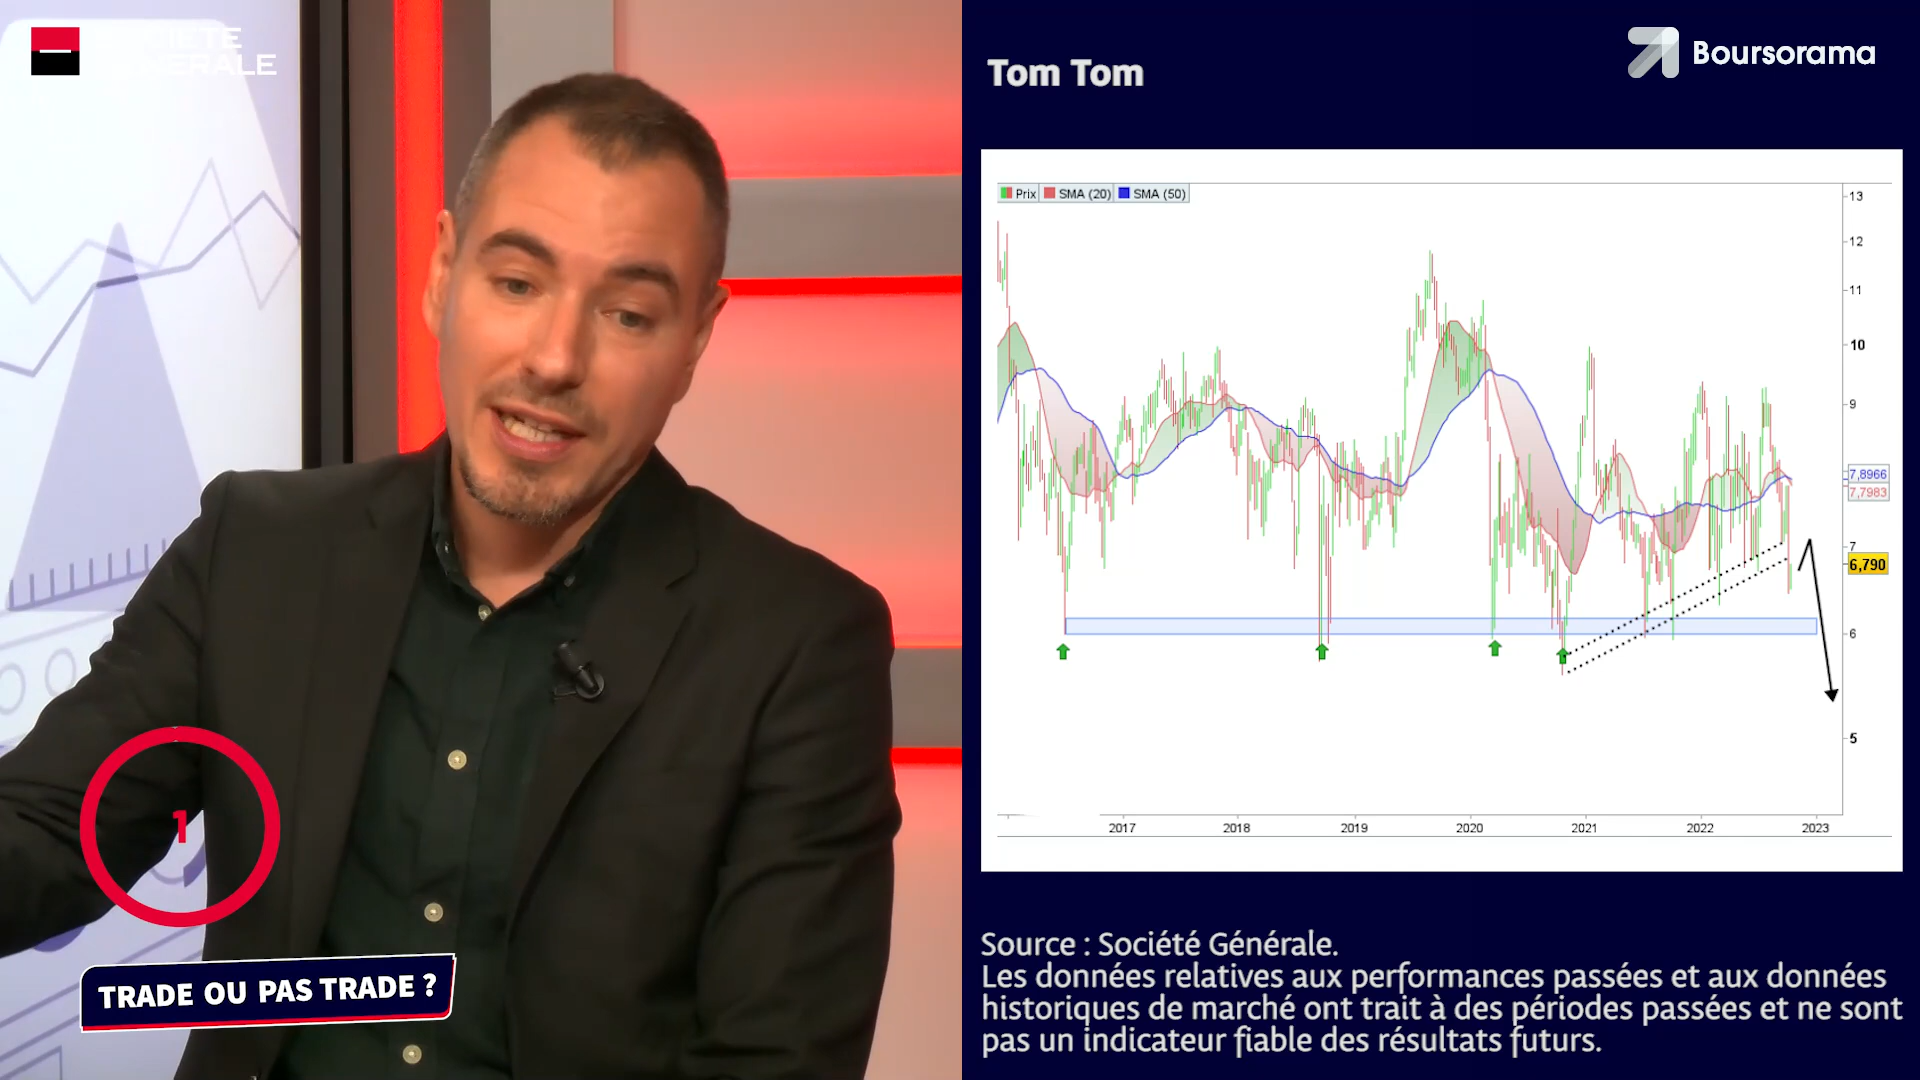 GENERALE
Tom Tom
Boursorama
Prix
SMA (20)
SMA (50)
13
12
11
10
9
7,8966
7,7983
7
6,790
6
5
2017
2018
2019
2020
2021
2022
2023
1
TRADE OU PAS TRADE ?
Source : Société Générale.
Les données relatives aux performances passées et aux données
historiques de marché ont trait à des périodes passées et ne sont
pas un indicateur fiable des résultats futurs.